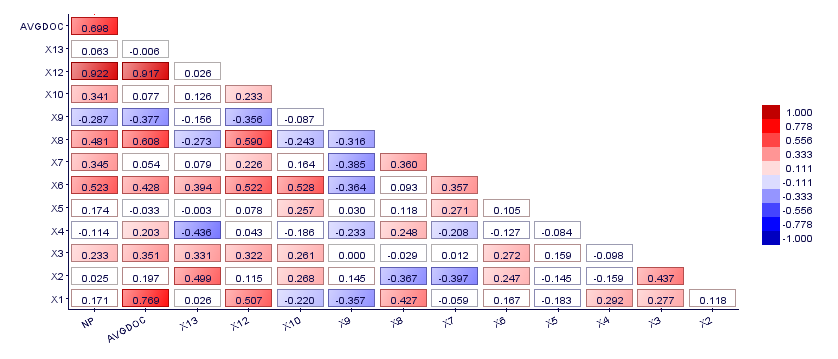 AVGDOC 0.698
X13 0.063 -0.006
X12 0.922 0.917 0.026
X10 0.341 0.077 0.126 0.233
X9 -0.287 -0.377 -0.156 -0.356 -0.087
X8 0.481 0.608 -0.273 0.590 -0.243 -0.316
X7 0.345 0.054 0.079 0.226 0.164 -0.385 0.360
X6 0.523 0.428 0.394 0.522 0.528 -0.364 0.093 0.357
X5 0.174 -0.033 -0.003 0.078 0.257 0.030 0.118 0.271 0.105
X4 -0.114 0.203 -0.436 0.043 -0.186 -0.233 0.248 -0.208 -0.127 -0.084
X3 0.233 0.351 0.331 0.322 0.261 0.000 -0.029 0.012 0.272 0.159 -0.098
X2 0.025 0.197 0.499 0.115 0.268 0.145 -0.367 -0.397 0.247 -0.145 -0.159 0.437
X1 0.171 0.769 0.026 0.507 -0.220 -0.357 0.427 -0.059 0.167 -0.183 0.292 0.277 0.118
NP AVGDOC X13 X12 X10 X9 X8 X7 X6 X5 X4 X3 X2
1.000
0.778
0.556
0.333
0.111
-0.111
-0.333
-0.556
-0.778
-1.000